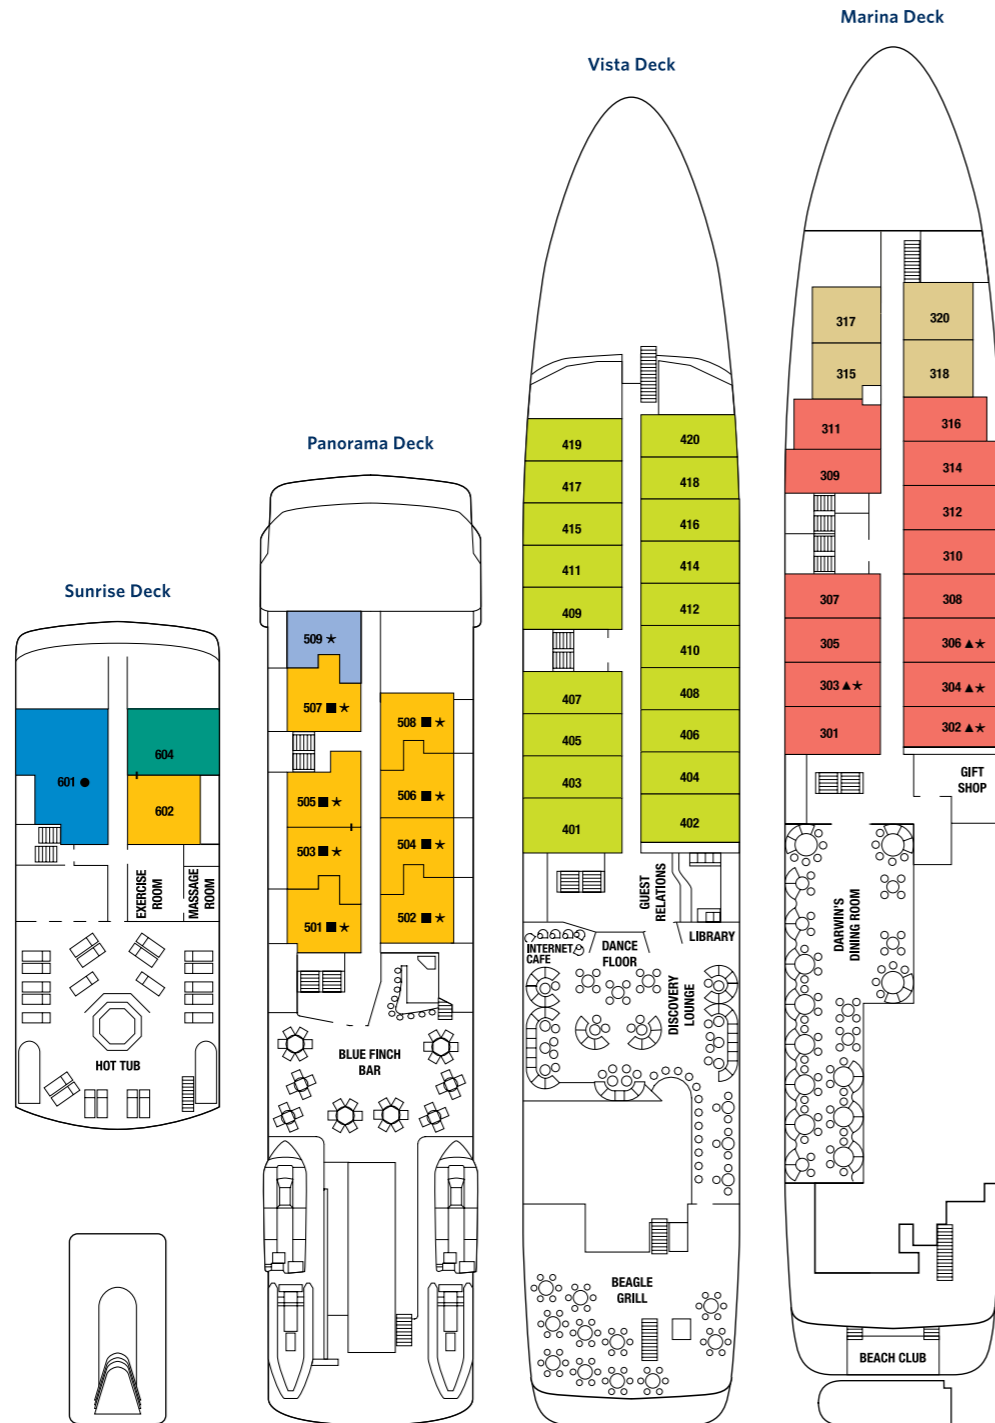 Marina Deck
Vista Deck
Panorama Deck
Sunrise Deck
601 ●
604
602
EXERCISE
ROOM
MASSAGE
ROOM
HOT TUB
509 ★
507 ■ ★
508 ■ ★
505 ■ ★
506 ■ ★
503 ■ ★
504 ■ ★
501 ■ ★
502 ■ ★
BLUE FINCH
BAR
419
420
417
418
415
416
411
414
409
412
410
407
408
405
406
403
404
401
402
GUEST
RELATIONS
LIBRARY
INTERNET
CAFE
DANCE
FLOOR
DISCOVERY
LOUNGE
BEAGLE
GRILL
317
320
315
318
311
316
309
314
312
310
307
308
305
306 ▲★
303 ▲★
304 ▲★
301
302 ▲★
GIFT
SHOP
DARWIN'S
DINING ROOM
BEACH CLUB